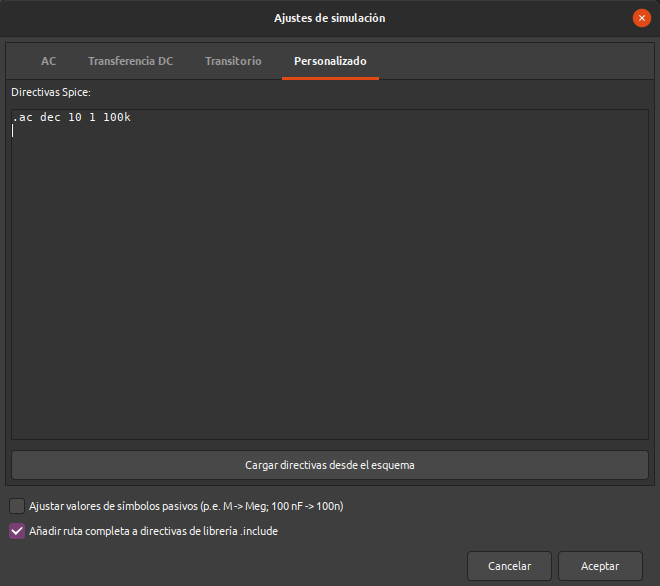 Ajustes de simulación
AC Transferencia DC Transitorio Personalizado
Directivas Spice:
.ac dec 10 1 100k
Cargar directivas desde el esquema
Ajustar valores de símbolos pasivos (p.e. M -> Meg; 100 nF -> 100n)
Añadir ruta completa a directivas de librería .include
Cancelar Aceptar